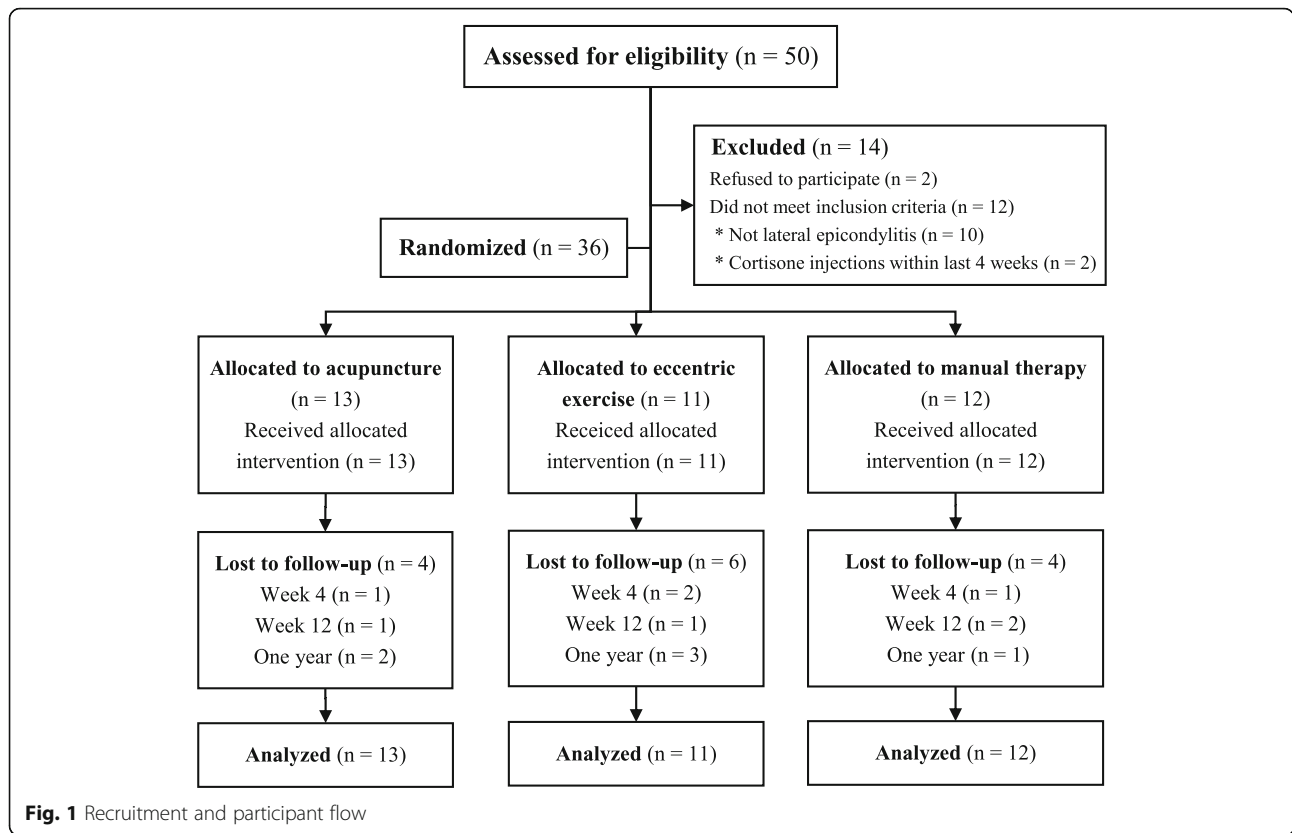 Assessed for eligibility (n = 50)
Excluded (n = 14)
Refused to participate (n = 2)
Did not meet inclusion criteria (n = 12)
* Not lateral epicondylitis (n = 10)
* Cortisone injections within last 4 weeks (n = 2)
Randomized (n = 36)
Allocated to acupuncture
(n = 13)
Received allocated
intervention (n = 13)
Allocated to eccentric
exercise (n = 11)
Receiced allocated
intervention (n = 11)
Allocated to manual therapy
(n = 12)
Received allocated
intervention (n = 12)
Lost to follow-up (n = 4)
Week 4 (n = 1)
Week 12 (n = 1)
One year (n = 2)
Lost to follow-up (n = 6)
Week 4 (n = 2)
Week 12 (n = 1)
One year (n = 3)
Lost to follow-up (n = 4)
Week 4 (n = 1)
Week 12 (n = 2)
One year (n = 1)
Analyzed (n = 13)
Analyzed (n = 11)
Analyzed (n = 12)
Fig. 1 Recruitment and participant flow